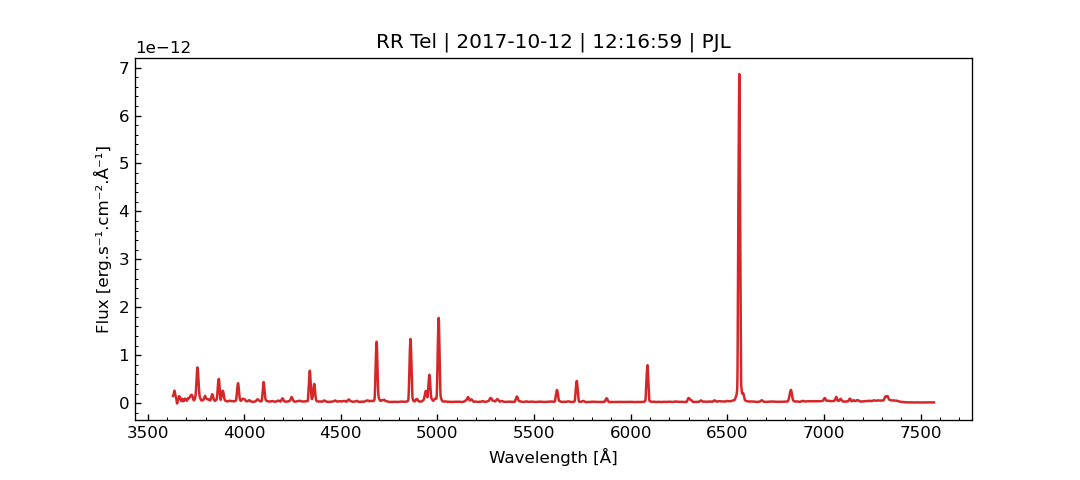 RR Tel | 2017-10-12 | 12:16:59 | PJL
1e−12
7
6
5
4
3
2
1
0
Flux [erg.s⁻¹.cm⁻².Å⁻¹]
3500 4000 4500 5000 5500 6000 6500 7000 7500
Wavelength [Å]